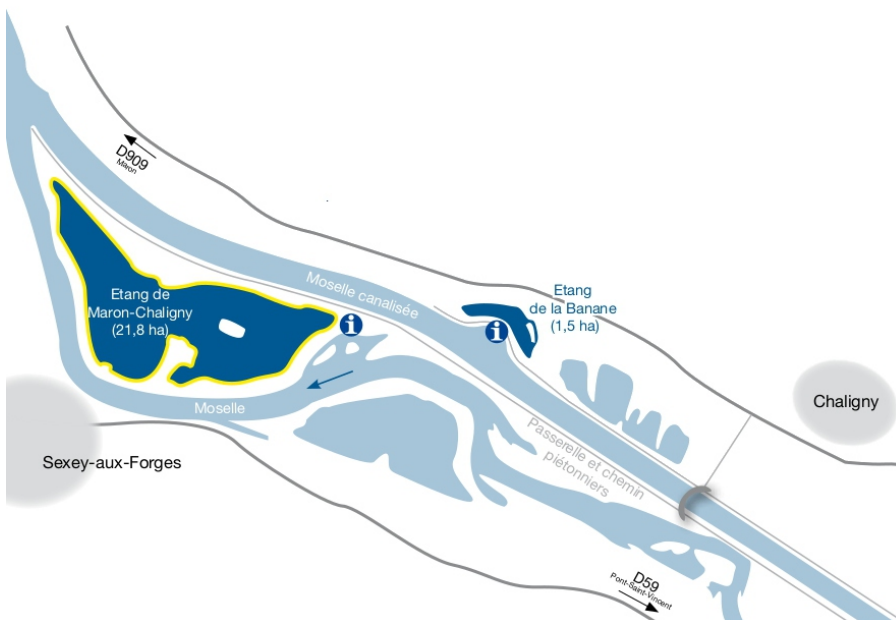 D909
Maron
Etang de
Maron-Chaligny
(21,8 ha)
Moselle canalisée
i
Etang
de la Banane
(1,5 ha)
i
Chaligny
Moselle
Sexey-aux-Forges
Passerelle et chemin
piétonniers
D59
Pont-Saint-Vincent